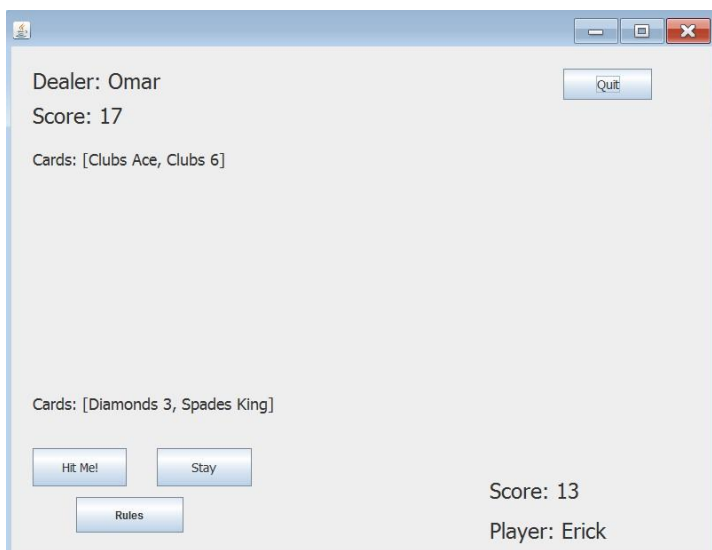 Dealer: Omar
Quit
Score: 17
Cards: [Clubs Ace, Clubs 6]
Cards: [Diamonds 3, Spades King]
Hit Me!
Stay
Rules
Score: 13
Player: Erick